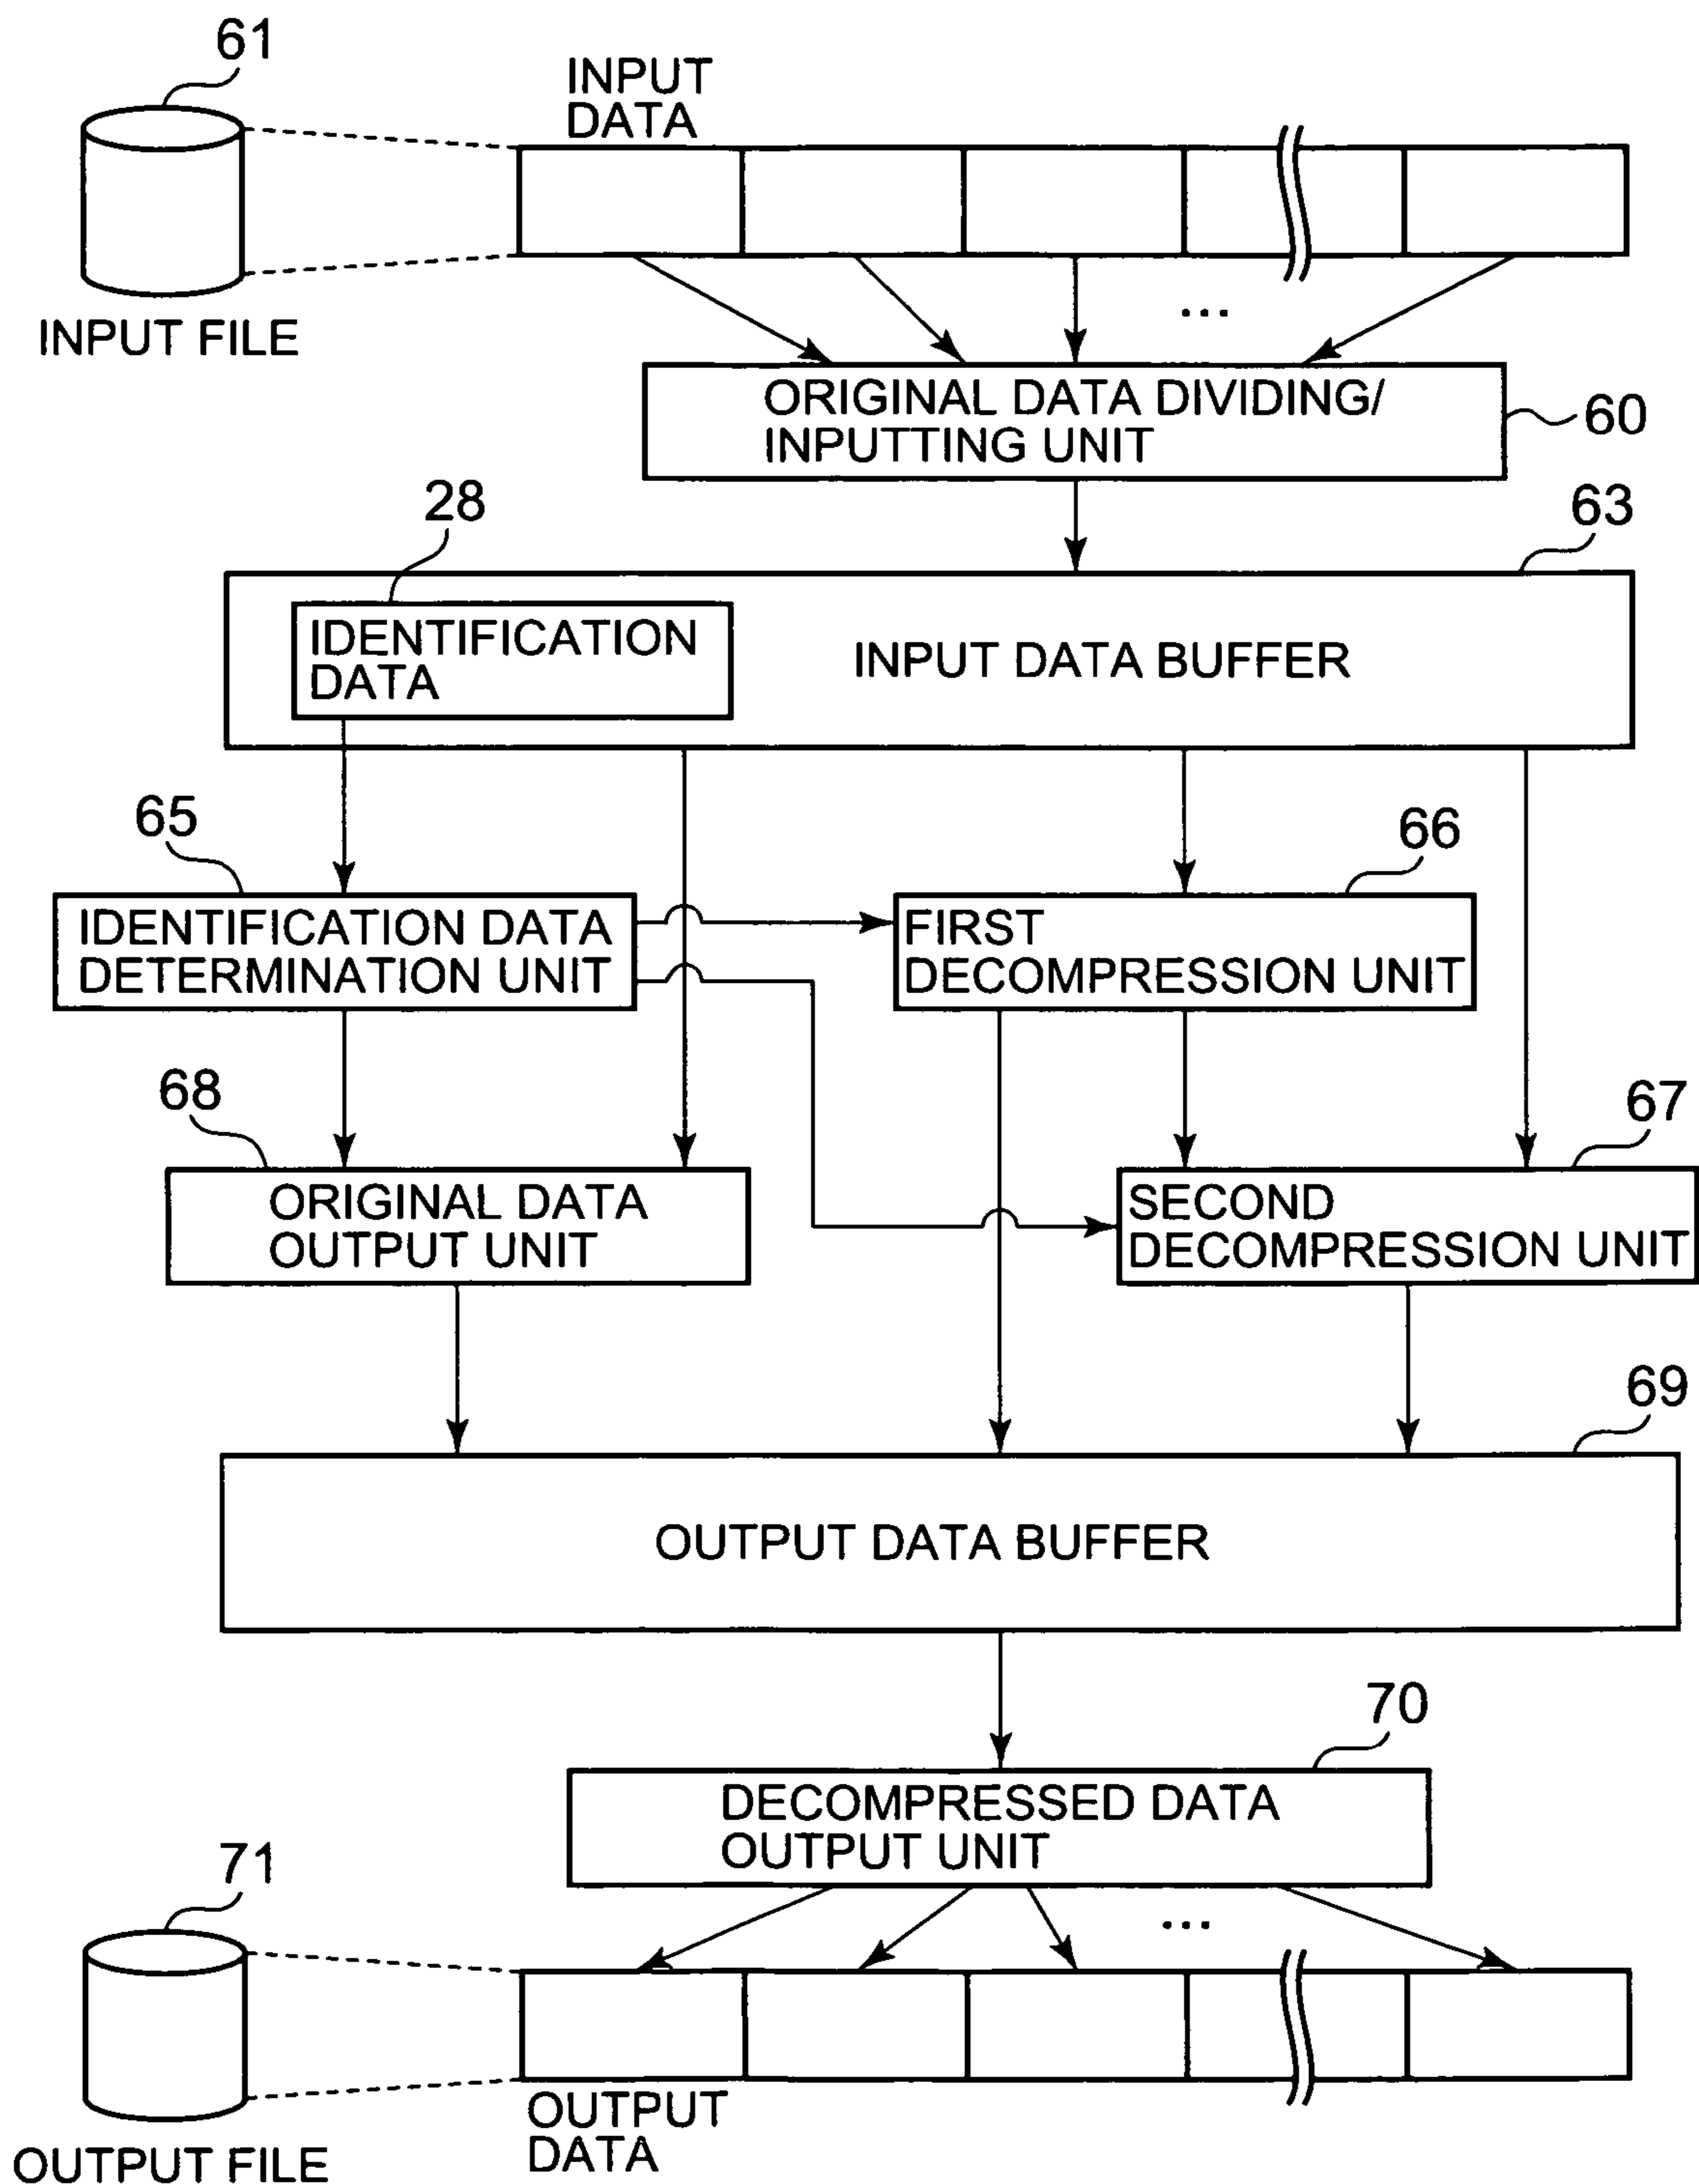 61
INPUT
DATA
INPUT FILE
...
ORIGINAL DATA DIVIDING/
INPUTTING UNIT
60
28
63
IDENTIFICATION
DATA
INPUT DATA BUFFER
65
66
IDENTIFICATION DATA
DETERMINATION UNIT
FIRST
DECOMPRESSION UNIT
68
67
ORIGINAL DATA
OUTPUT UNIT
SECOND
DECOMPRESSION UNIT
69
OUTPUT DATA BUFFER
70
DECOMPRESSED DATA
OUTPUT UNIT
71
...
OUTPUT
DATA
OUTPUT FILE